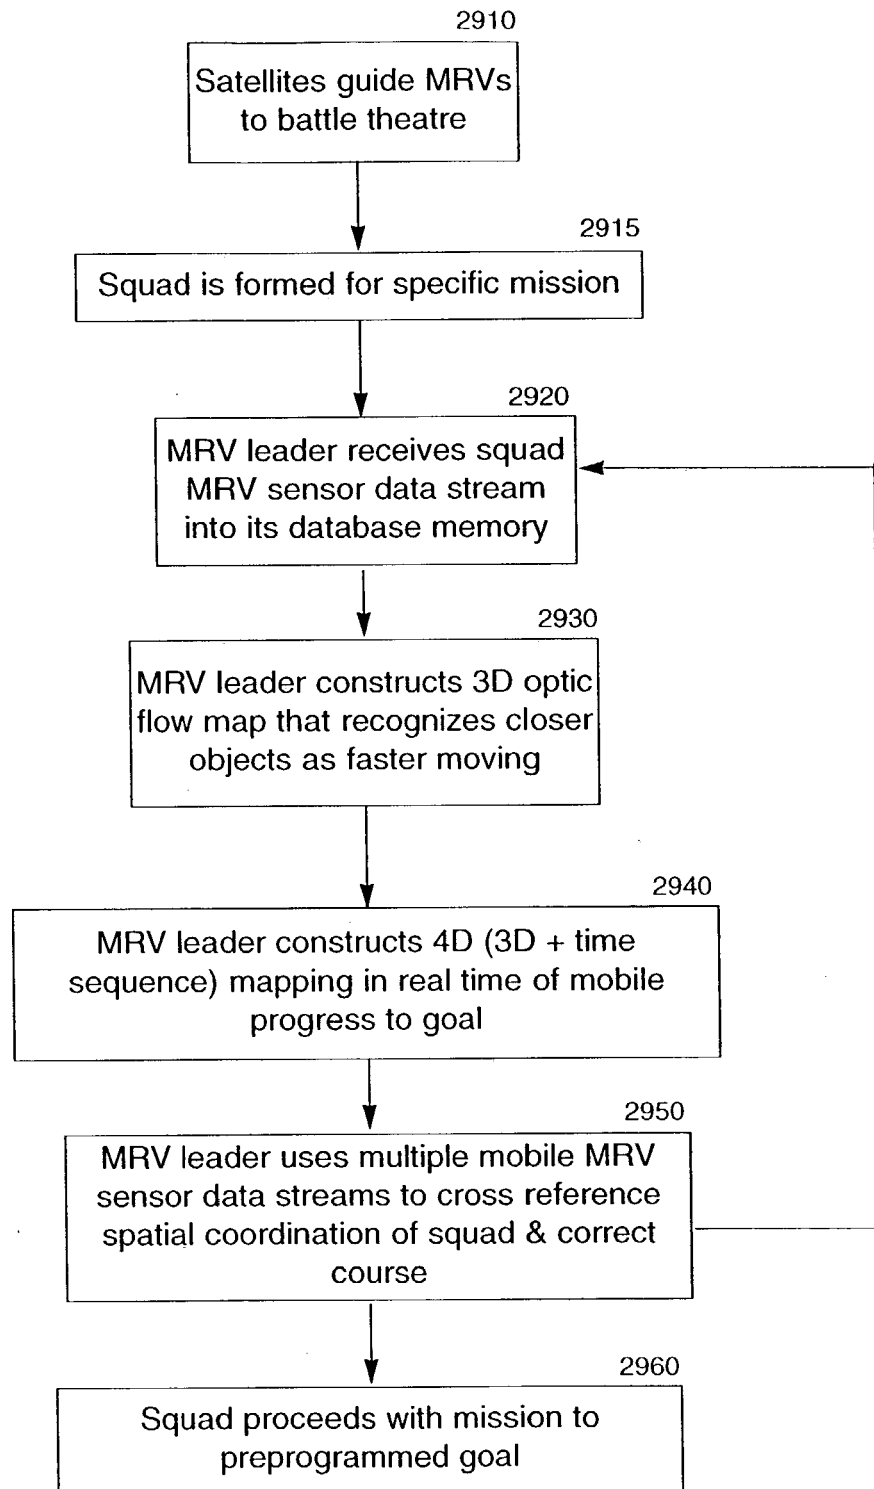 2910
Satellites guide MRVs
to battle theatre
2915
Squad is formed for specific mission
2920
MRV leader receives squad
MRV sensor data stream
into its database memory
2930
MRV leader constructs 3D optic
flow map that recognizes closer
objects as faster moving
2940
MRV leader constructs 4D (3D + time
sequence) mapping in real time of mobile
progress to goal
2950
MRV leader uses multiple mobile MRV
sensor data streams to cross reference
spatial coordination of squad & correct
course
2960
Squad proceeds with mission to
preprogrammed goal